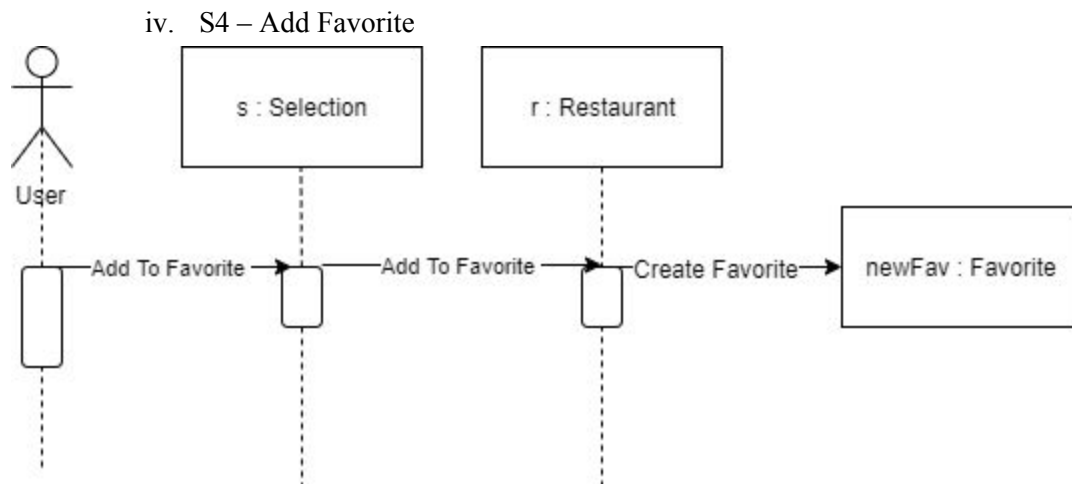 iv. S4 – Add Favorite
s : Selection
r : Restaurant
User
Add To Favorite
Add To Favorite
Create Favorite
newFav : Favorite